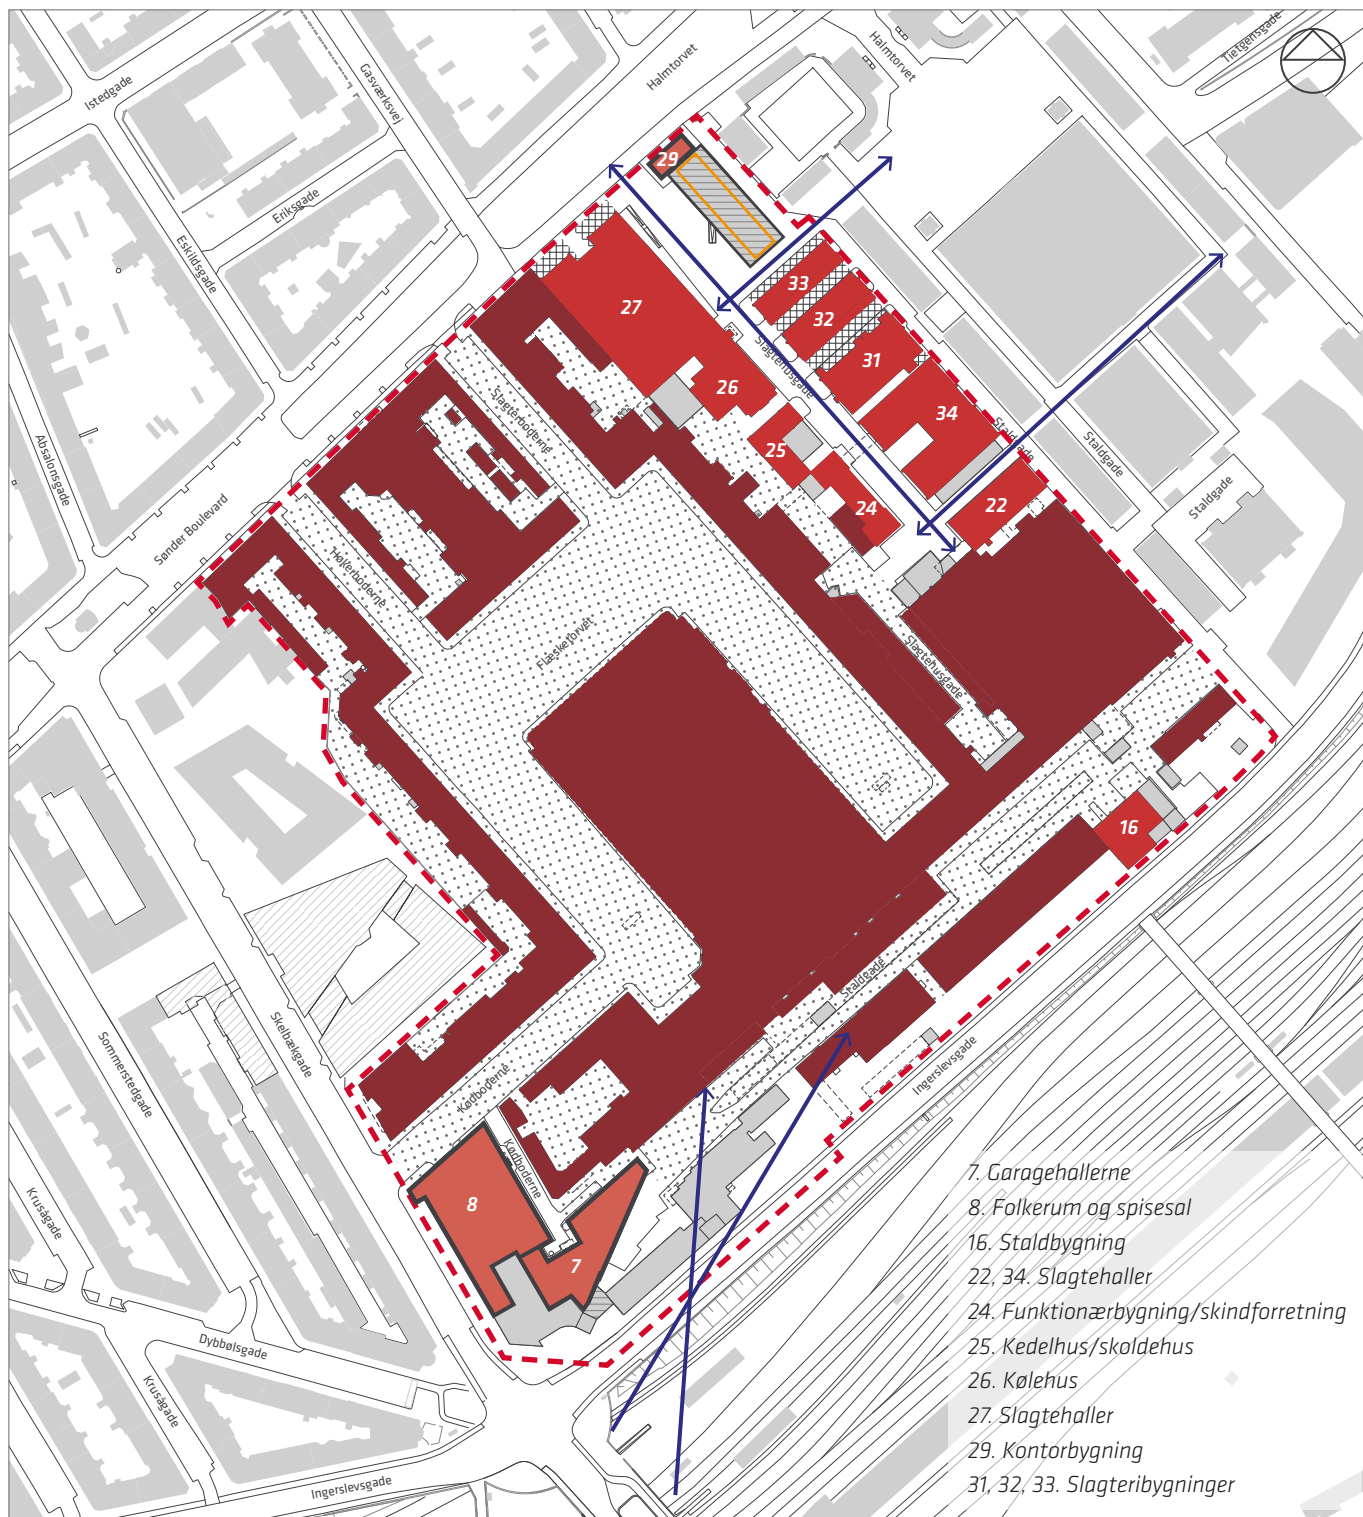 Istedgade
Gasværksvej
Halmtorvet
Halmtorvet
Tietgensgade
Eriksgade
Eskildsgade
29
33
27
32
Slagtehusgade
31
26
Slagterboderne
34
Absalonsgade
25
Staldgade
Staldgade
Staldgade
Sønder Boulevard
24
22
Høkerboderne
Flæsketorvet
Slagtehusgade
16
Staldgade
Sommerstedgade
Skelbækgade
Ingerslevsgade
Kødboderne
Kødboderne
Krusågade
8
7
Dybbølsgade
Krusågade
Ingerslevsgade
7. Garagehallerne
8. Folkerum og spisesal
16. Staldbygning
22, 34. Slagtehaller
24. Funktionærbygning/skindforretning
25. Kedelhus/skoldehus
26. Kølehus
27. Slagtehaller
29. Kontorbygning
31, 32, 33. Slagteribygninger